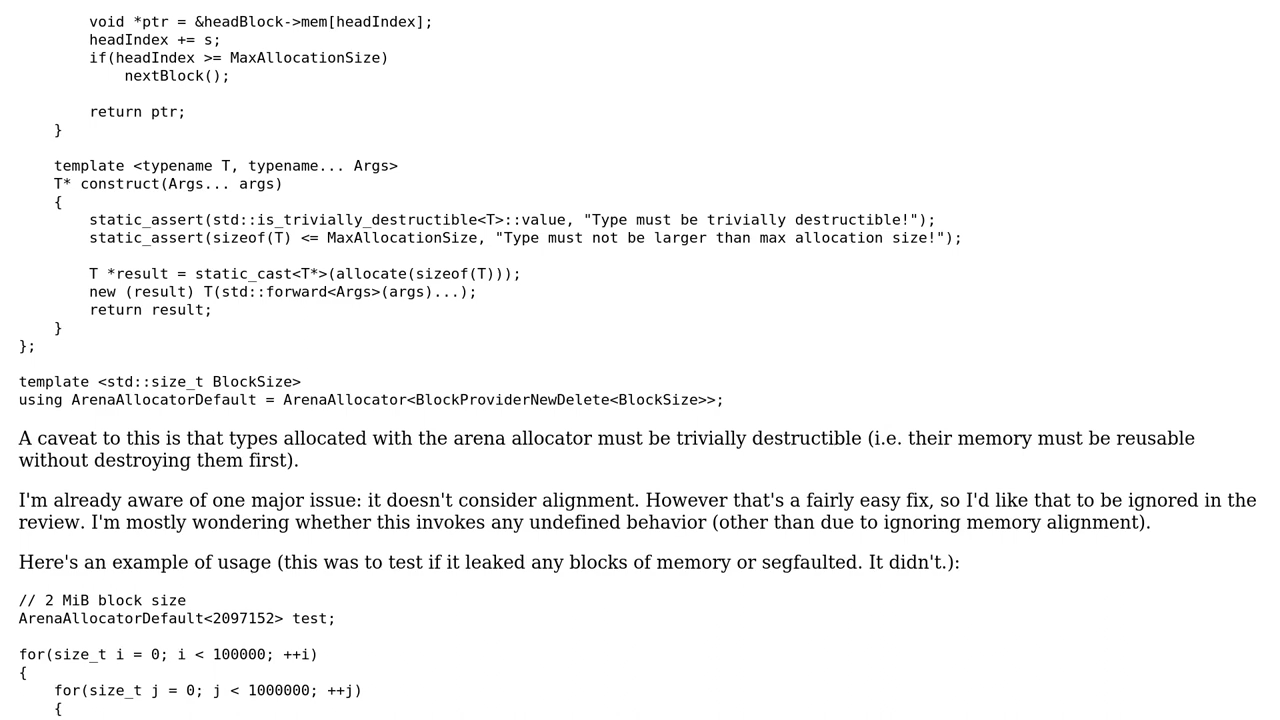 void *ptr = &headBlock->mem[headIndex];
        headIndex += s;
        if(headIndex >= MaxAllocationSize)
            nextBlock();

        return ptr;
    }

    template <typename T, typename... Args>
    T* construct(Args... args)
    {
        static_assert(std::is_trivially_destructible<T>::value, "Type must be trivially destructible!");
        static_assert(sizeof(T) <= MaxAllocationSize, "Type must not be larger than max allocation size!");

        T *result = static_cast<T*>(allocate(sizeof(T)));
        new (result) T(std::forward<Args>(args)...);
        return result;
    }
};

template <std::size_t BlockSize>
using ArenaAllocatorDefault = ArenaAllocator<BlockProviderNewDelete<BlockSize>>;

A caveat to this is that types allocated with the arena allocator must be trivially destructible (i.e. their memory must be reusable
without destroying them first).

I'm already aware of one major issue: it doesn't consider alignment. However that's a fairly easy fix, so I'd like that to be ignored in the
review. I'm mostly wondering whether this invokes any undefined behavior (other than due to ignoring memory alignment).

Here's an example of usage (this was to test if it leaked any blocks of memory or segfaulted. It didn't.):

// 2 MiB block size
ArenaAllocatorDefault<2097152> test;

for(size_t i = 0; i < 100000; ++i)
{
    for(size_t j = 0; j < 1000000; ++j)
    {